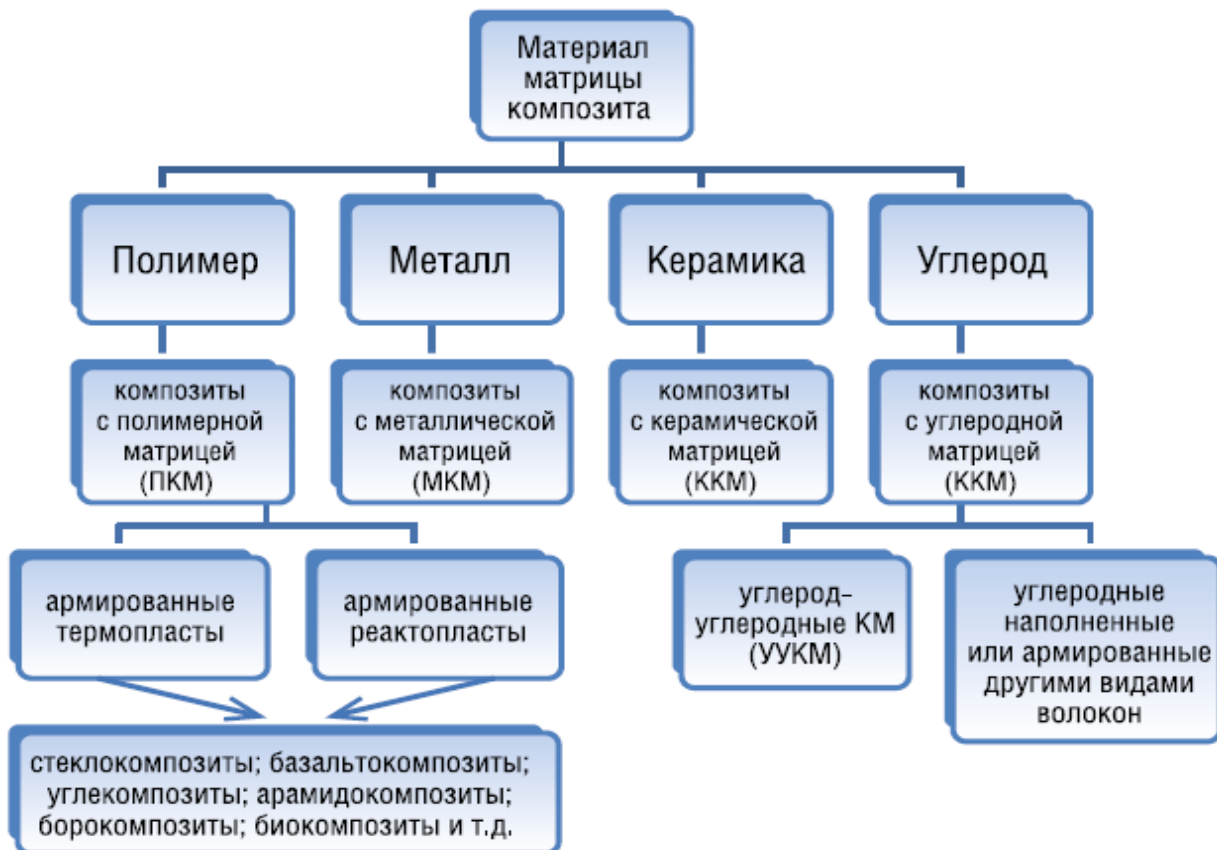 Материал
матрицы
композита
Полимер
Металл
Керамика
Углерод
композиты
с полимерной
матрицей
(ПКМ)
композиты
с металлической
матрицей
(МКМ)
композиты
с керамической
матрицей
(ККМ)
композиты
с углеродной
матрицей
(ККМ)
армированные
термопласты
армированные
реактопласты
углерод-
углеродные КМ
(УУКМ)
углеродные
наполненные
или армированные
другими видами
волокон
стеклокомпозиты; базальтокомпозиты;
углекомпозиты; арамидокомпозиты;
борокомпозиты; биокомпозиты и т.д.